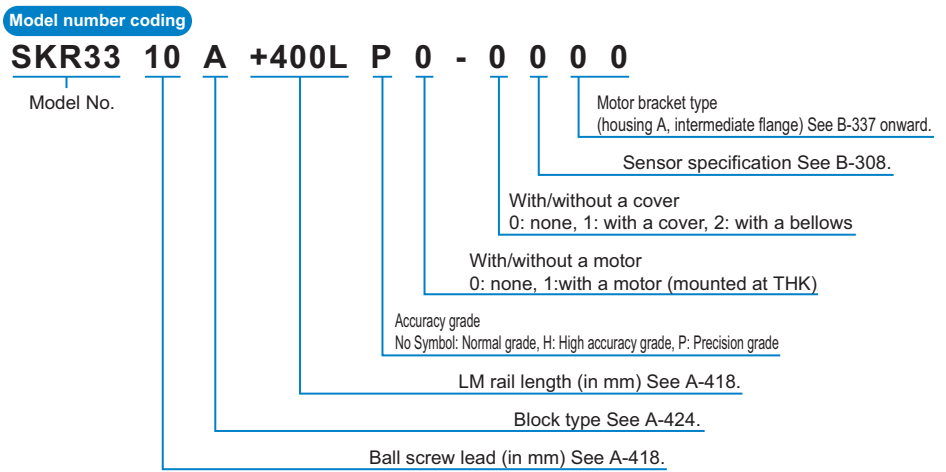 Model number coding
SKR33 10 A +400L P 0 - 0 0 0 0
Model No.
Motor bracket type
(housing A, intermediate flange) See B-337 onward.
Sensor specification See B-308.
With/without a cover
0: none, 1: with a cover, 2: with a bellows
With/without a motor
0: none, 1:with a motor (mounted at THK)
Accuracy grade
No Symbol: Normal grade, H: High accuracy grade, P: Precision grade
LM rail length (in mm) See A-418.
Block type See A-424.
Ball screw lead (in mm) See A-418.